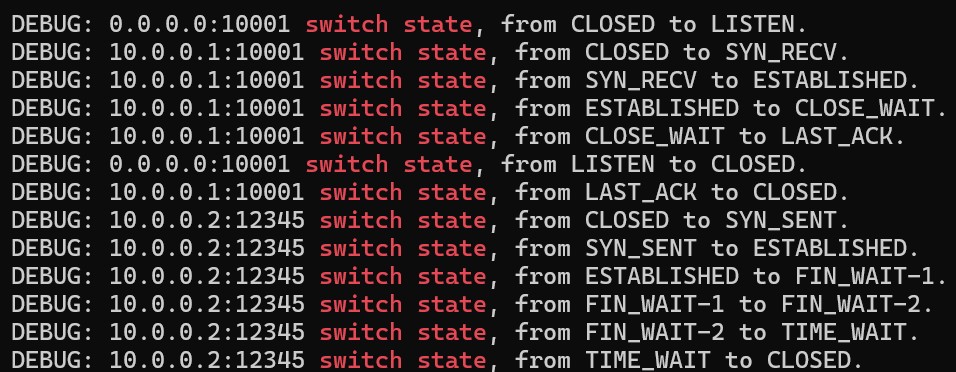 DEBUG: 0.0.0.0:10001 switch state, from CLOSED to LISTEN.
DEBUG: 10.0.0.1:10001 switch state, from CLOSED to SYN_RECV.
DEBUG: 10.0.0.1:10001 switch state, from SYN_RECV to ESTABLISHED.
DEBUG: 10.0.0.1:10001 switch state, from ESTABLISHED to CLOSE_WAIT.
DEBUG: 10.0.0.1:10001 switch state, from CLOSE_WAIT to LAST_ACK.
DEBUG: 0.0.0.0:10001 switch state, from LISTEN to CLOSED.
DEBUG: 10.0.0.1:10001 switch state, from LAST_ACK to CLOSED.
DEBUG: 10.0.0.2:12345 switch state, from CLOSED to SYN_SENT.
DEBUG: 10.0.0.2:12345 switch state, from SYN_SENT to ESTABLISHED.
DEBUG: 10.0.0.2:12345 switch state, from ESTABLISHED to FIN_WAIT-1.
DEBUG: 10.0.0.2:12345 switch state, from FIN_WAIT-1 to FIN_WAIT-2.
DEBUG: 10.0.0.2:12345 switch state, from FIN_WAIT-2 to TIME_WAIT.
DEBUG: 10.0.0.2:12345 switch state, from TIME_WAIT to CLOSED.